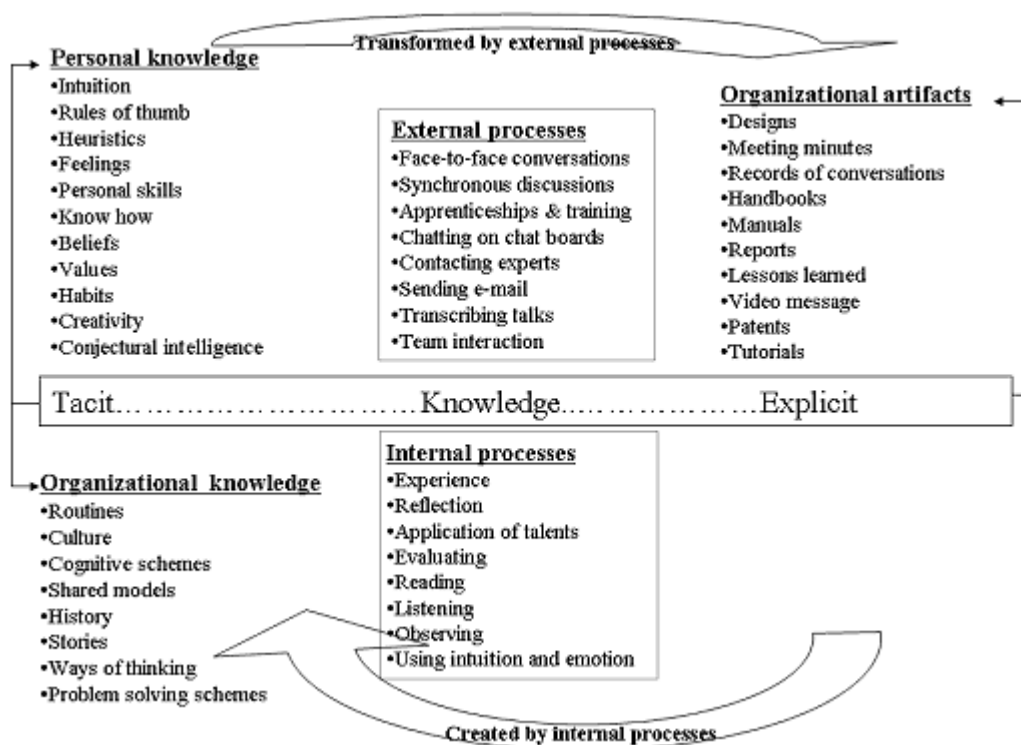 Transformed by external processes
Personal knowledge
•Intuition
•Rules of thumb
•Heuristics
•Feelings
•Personal skills
•Know how
•Beliefs
•Values
•Habits
•Creativity
•Conjectural intelligence
External processes
•Face-to-face conversations
•Synchronous discussions
•Apprenticeships & training
•Chatting on chat boards
•Contacting experts
•Sending e-mail
•Transcribing talks
•Team interaction
Organizational artifacts
•Designs
•Meeting minutes
•Records of conversations
•Handbooks
•Manuals
•Reports
•Lessons learned
•Video message
•Patents
•Tutorials
Tacit… … … … … … … … … …Knowledge…‥ … … … … … …Explicit
Organizational knowledge
•Routines
•Culture
•Cognitive schemes
•Shared models
•History
•Stories
•Ways of thinking
•Problem solving schemes
Internal processes
•Experience
•Reflection
•Application of talents
•Evaluating
•Reading
•Listening
•Observing
•Using intuition and emotion
Created by internal processes